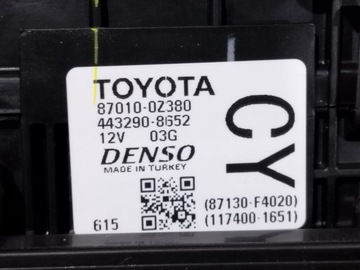 TOYOTA
87010-0Z380
443290-8652
12V 03G
DENSO
MADE IN TURKEY
CY
615
(87130-F4020)
(117400-1651)